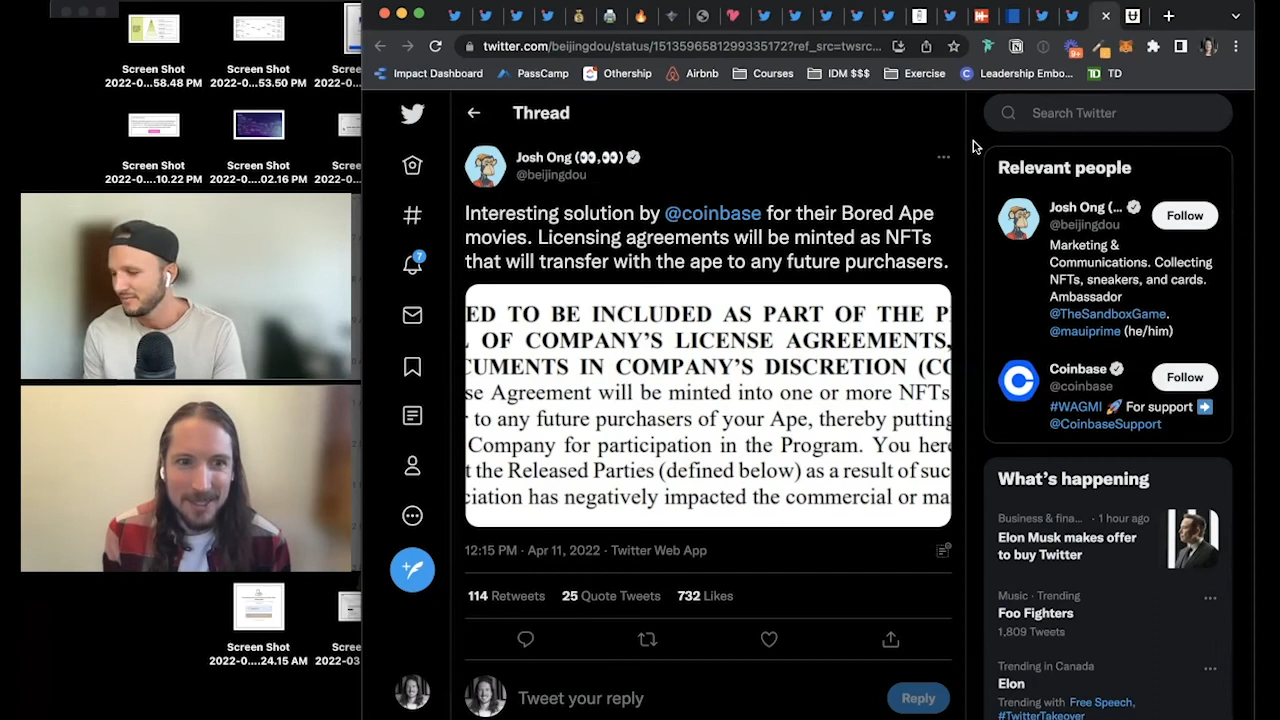 Screen Shot
2022-0...58.48 PM
Screen Shot
2022-0...53.50 PM
Scree
2022-0
Screen Shot
2022-0....10.22 PM
Screen Shot
2022-0....02.16 PM
Scree
2022-0
Screen Shot
2022-0....24.15 AM
Scree
2022-03
twitter.com/beijingdou/status/1513596581299335172?ref_src=twsrc...
9+
Impact Dashboard
PassCamp
Othership
Airbnb
Courses
IDM $$$
Exercise
Leadership Embo...
TD
TD
Thread
Search Twitter
7
Josh Ong (👀,👀)
@beijingdou
Interesting solution by @coinbase for their Bored Ape
movies. Licensing agreements will be minted as NFTs
that will transfer with the ape to any future purchasers.
ED TO BE INCLUDED AS PART OF THE P
OF COMPANY'S LICENSE AGREEMENTS,
CUMENTS IN COMPANY'S DISCRETION (CO
se Agreement will be minted into one or more NFTs
to any future purchasers of your Ape, thereby putting
Company for participation in the Program. You here
t the Released Parties (defined below) as a result of suc
ciation has negatively impacted the commercial or ma
12:15 PM · Apr 11, 2022 · Twitter Web App
114 Retweets 25 Quote Tweets Likes
Tweet your reply
Reply
Relevant people
Josh Ong (...
@beijingdou
Follow
Marketing &
Communications. Collecting
NFTs, sneakers, and cards.
Ambassador
@TheSandboxGame.
@mauiprime (he/him)
Coinbase
@coinbase
Follow
#WAGMI 🚀 For support ➡️
@CoinbaseSupport
What's happening
Business & fina... · 1 hour ago
Elon Musk makes offer
to buy Twitter
Music · Trending
Foo Fighters
1,809 Tweets
Trending in Canada
Elon
Trending with Free Speech,
#TwitterTakeover